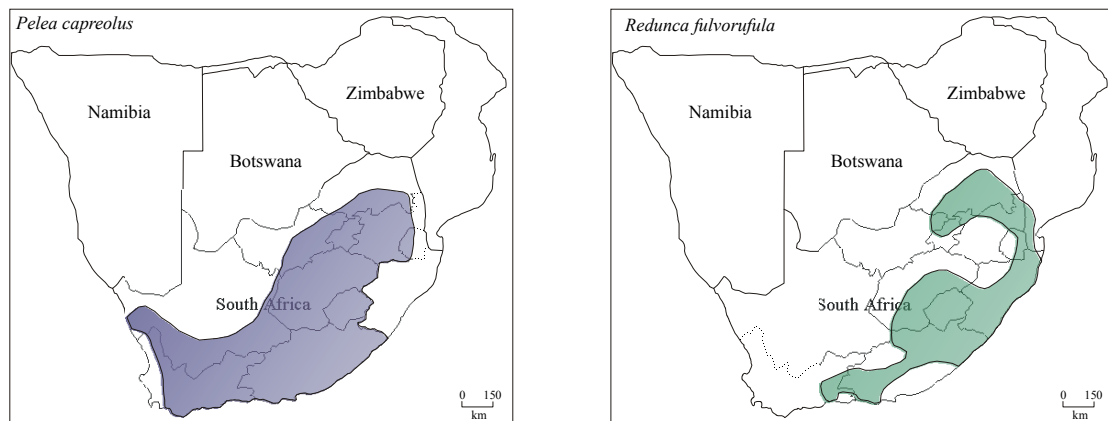 Pelea capreolus
Namibia
Zimbabwe
Botswana
South Africa
0 150
km
Redunca fulvorufula
Namibia
Zimbabwe
Botswana
South Africa
0 150
km